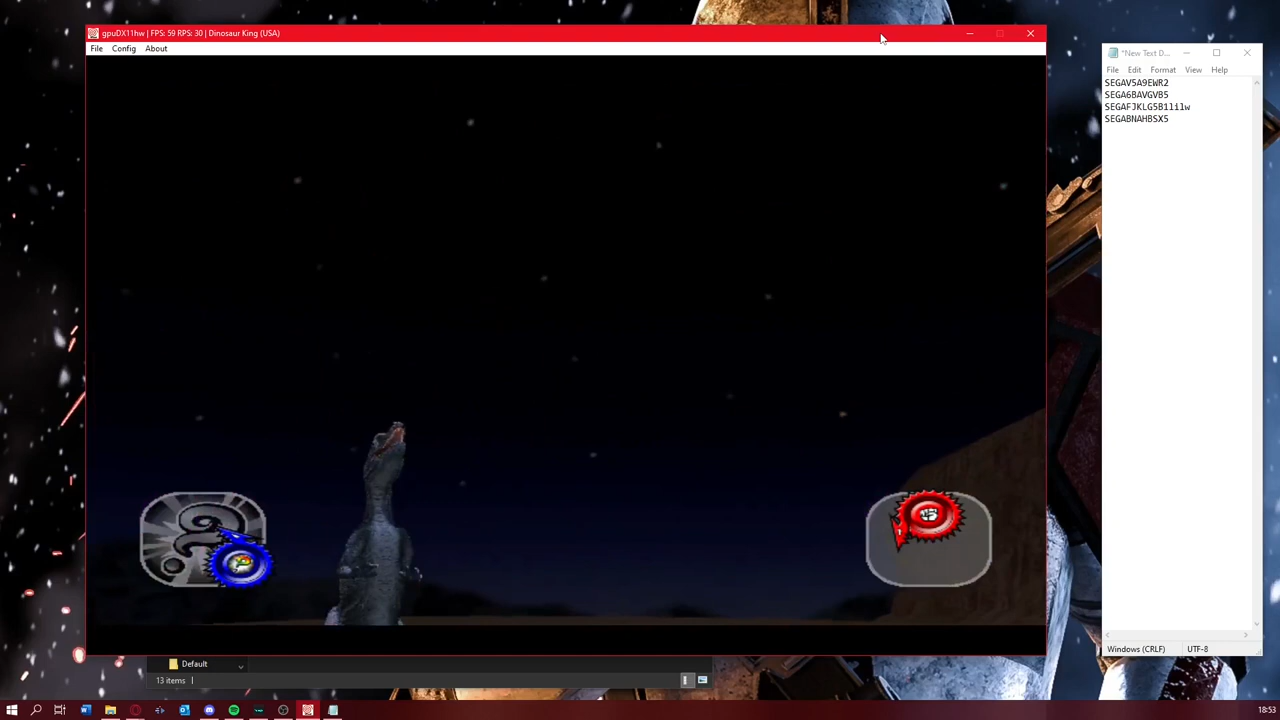 gpuDX11hw | FPS: 59 RPS: 30 | Dinosaur King (USA)
File Config About
*New Text D...
File Edit Format View Help
SEGAV5A9EWR2
SEGA6BAVGVB5
SEGAFJKLG5B1li1w
SEGABNAHBSX5
Windows (CRLF) UTF-8
Default
13 items
18:53